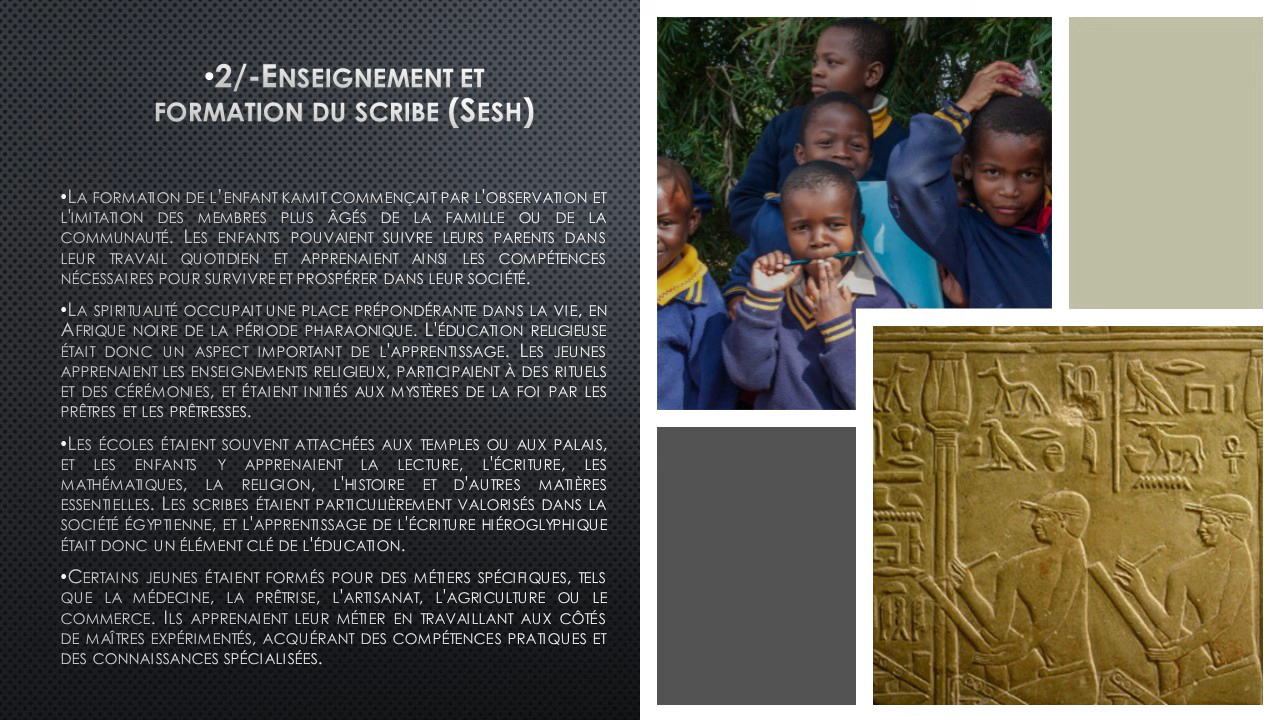 •2/-Enseignement et
formation du scribe (Sesh)
•La formation de l’enfant kamit commençait par l'observation et
l'imitation des membres plus âgés de la famille ou de la
communauté. Les enfants pouvaient suivre leurs parents dans
leur travail quotidien et apprenaient ainsi les compétences
nécessaires pour survivre et prospérer dans leur société.
•La spiritualité occupait une place prépondérante dans la vie, en
Afrique noire de la période pharaonique. L'éducation religieuse
était donc un aspect important de l'apprentissage. Les jeunes
apprenaient les enseignements religieux, participaient à des rituels
et des cérémonies, et étaient initiés aux mystères de la foi par les
prêtres et les prêtresses.
•Les écoles étaient souvent attachées aux temples ou aux palais,
et les enfants y apprenaient la lecture, l'écriture, les
mathématiques, la religion, l'histoire et d'autres matières
essentielles. Les scribes étaient particulièrement valorisés dans la
société égyptienne, et l'apprentissage de l'écriture hiéroglyphique
était donc un élément clé de l'éducation.
•Certains jeunes étaient formés pour des métiers spécifiques, tels
que la médecine, la prêtrise, l'artisanat, l'agriculture ou le
commerce. Ils apprenaient leur métier en travaillant aux côtés
de maîtres expérimentés, acquérant des compétences pratiques et
des connaissances spécialisées.